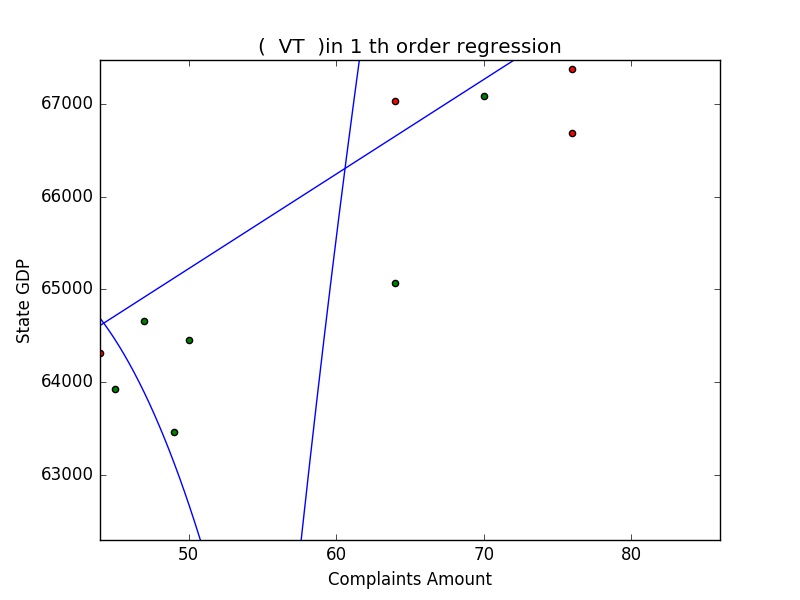 (  VT  )in 1 th order regression
67000
66000
65000
64000
63000
State GDP
50 60 70 80
Complaints Amount